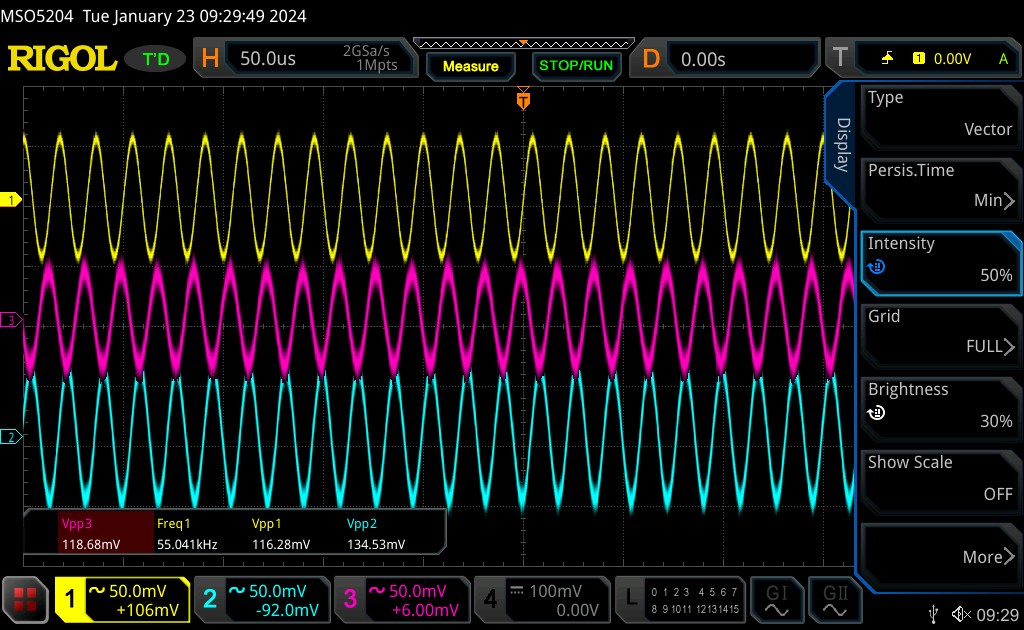 MSO5204 Tue January 23 09:29:49 2024
RIGOL T'D H 50.0us 2GSa/s 1Mpts Measure STOP/RUN D 0.00s T 1 0.00V A
T
Display
Type
Vector
Persis.Time
Min
Intensity
50%
Grid
FULL
Brightness
30%
Show Scale
OFF
More
1
3
2
Vpp3 Freq1 Vpp1 Vpp2
118.68mV 55.041kHz 116.28mV 134.53mV
1 50.0mV +106mV
2 50.0mV -92.0mV
3 50.0mV +6.00mV
4 100mV 0.00V
L 0 1 2 3 4 5 6 7
8 9 10 11 12 13 14 15
GI GII
09:29